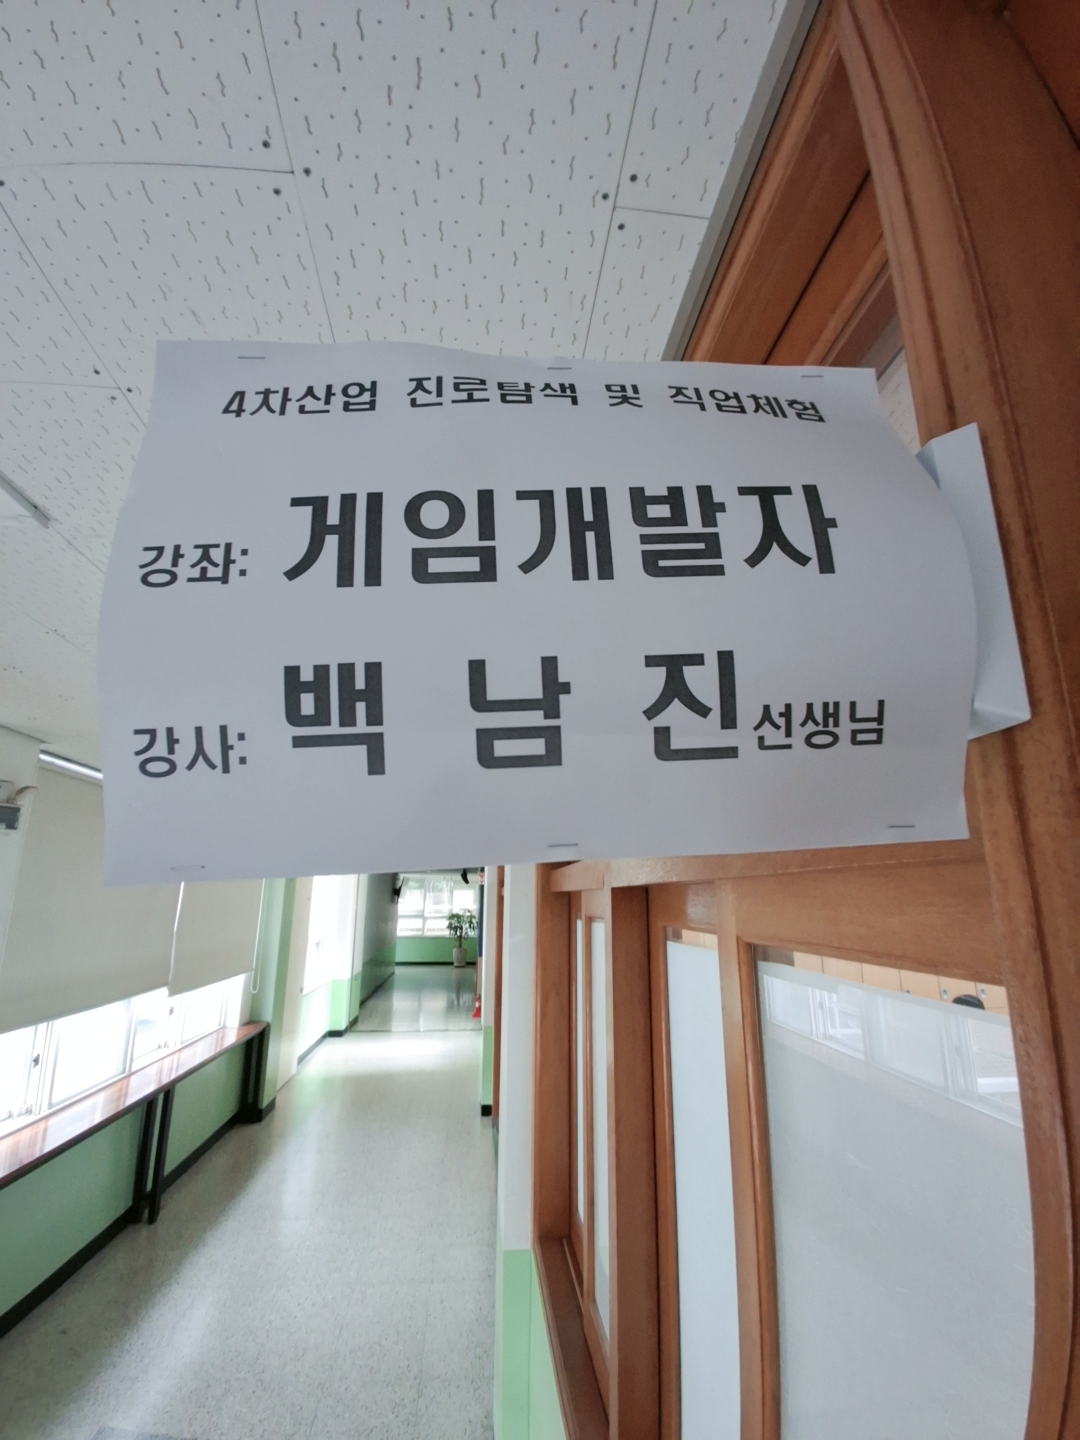 4차산업 진로탐색 및 직업체험
강좌: 게임개발자
강사: 백 남 진 선생님